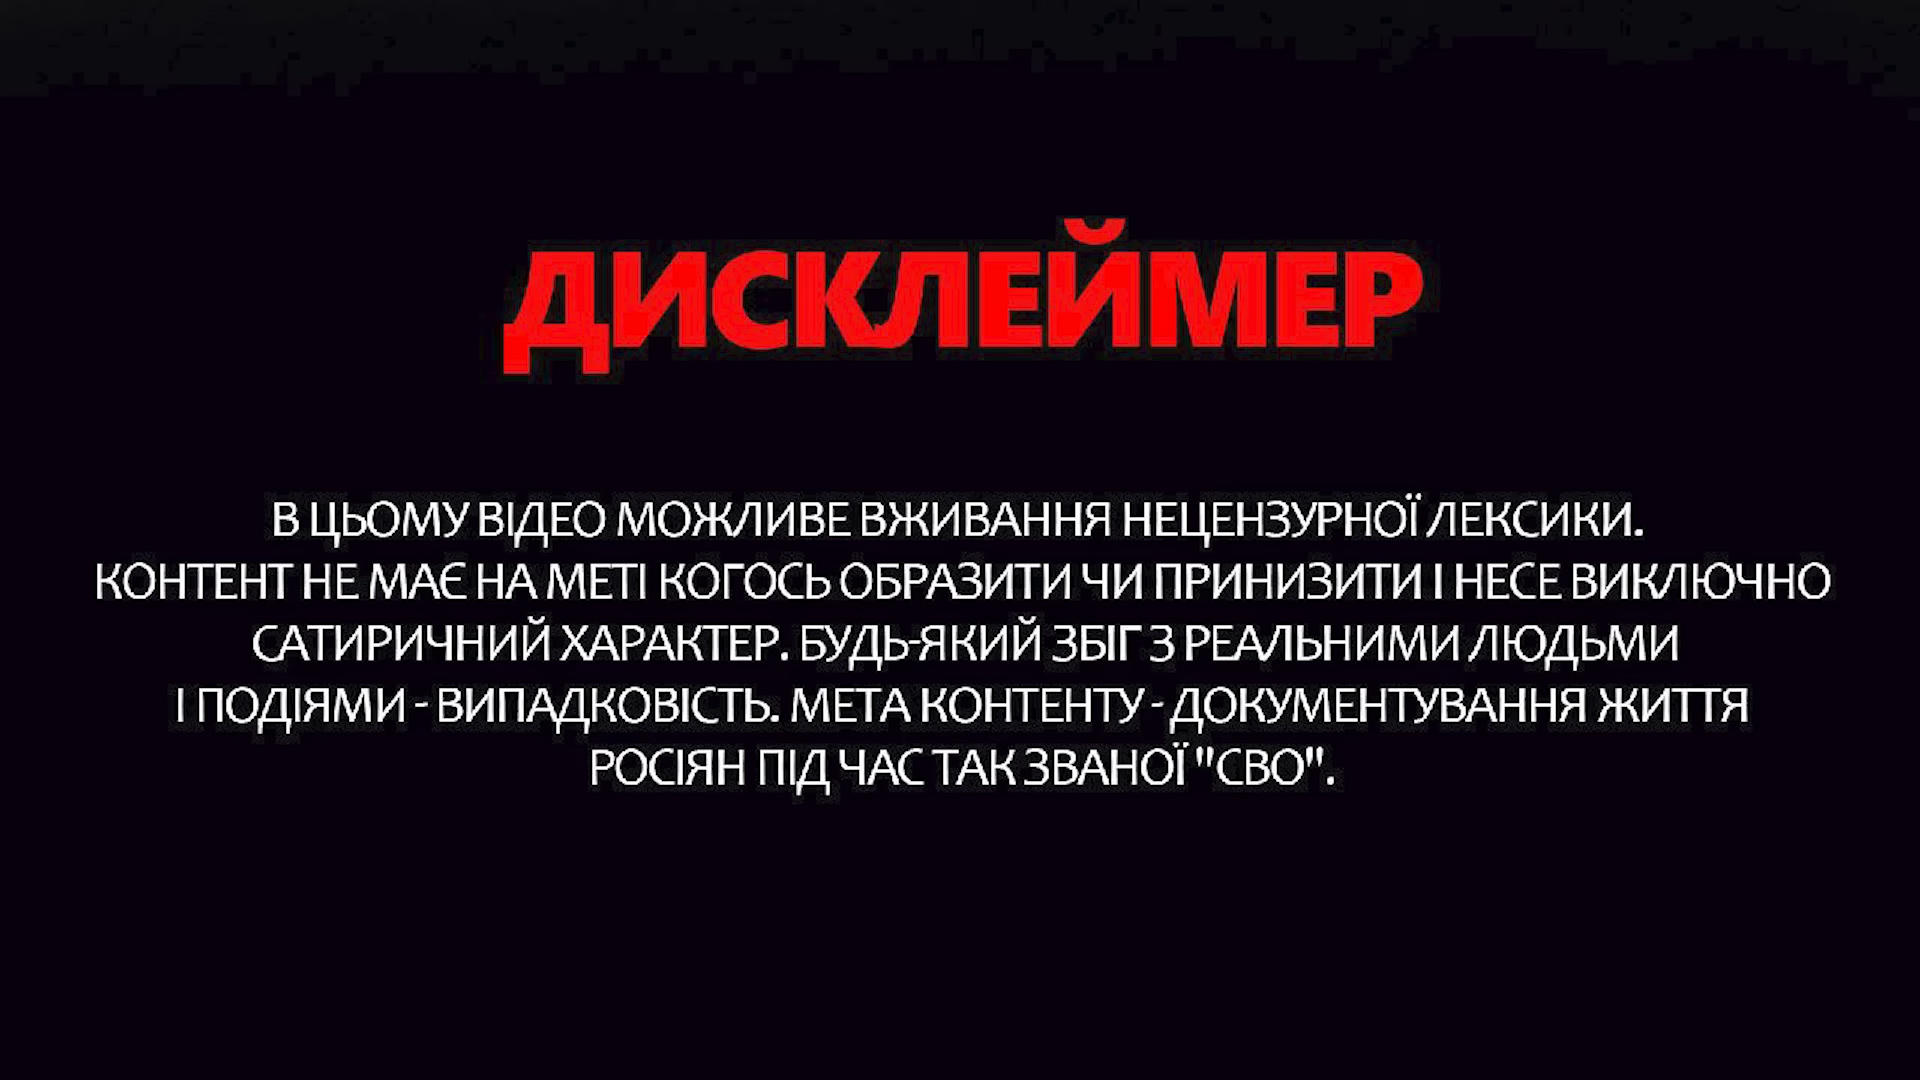 ДИСКЛЕЙМЕР
В ЦЬОМУ ВІДЕО МОЖЛИВЕ ВЖИВАННЯ НЕЦЕНЗУРНОЇ ЛЕКСИКИ.
КОНТЕНТ НЕ МАЄ НА МЕТІ КОГОСЬ ОБРАЗИТИ ЧИ ПРИНИЗИТИ І НЕСЕ ВИКЛЮЧНО
САТИРИЧНИЙ ХАРАКТЕР. БУДЬ-ЯКИЙ ЗБІГ З РЕАЛЬНИМИ ЛЮДЬМИ
І ПОДІЯМИ - ВИПАДКОВІСТЬ. МЕТА КОНТЕНТУ - ДОКУМЕНТУВАННЯ ЖИТТЯ
РОСІЯН ПІД ЧАС ТАК ЗВАНОЇ "СВО".